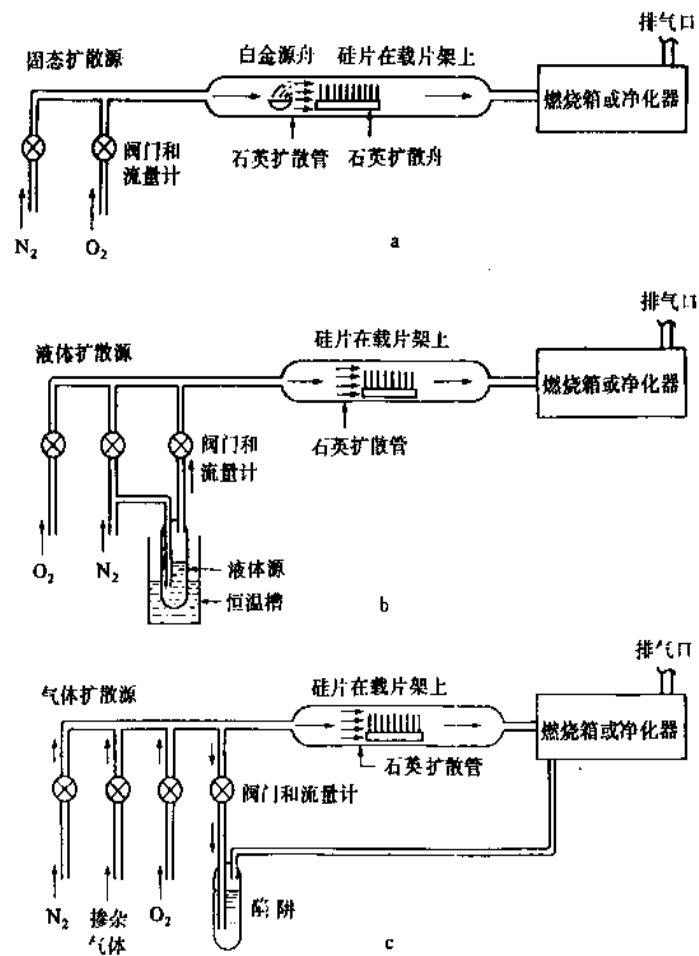 排气口
固态扩散源
白金源舟
硅片在载片架上
燃烧箱或净化器
阀门和
流量计
石英扩散管
石英扩散舟
N₂
O₂
a
排气口
液体扩散源
硅片在载片架上
燃烧箱或净化器
阀门和
流量计
石英扩散管
O₂
N₂
液体源
恒温槽
b
排气口
气体扩散源
硅片在载片架上
燃烧箱或净化器
石英扩散管
阀门和流量计
N₂
掺杂
气体
O₂
陷阱
c